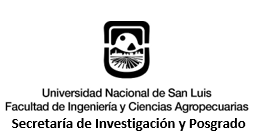 Universidad Nacional de San Luis
Facultad de Ingeniería y Ciencias Agropecuarias
Secretaría de Investigación y Posgrado